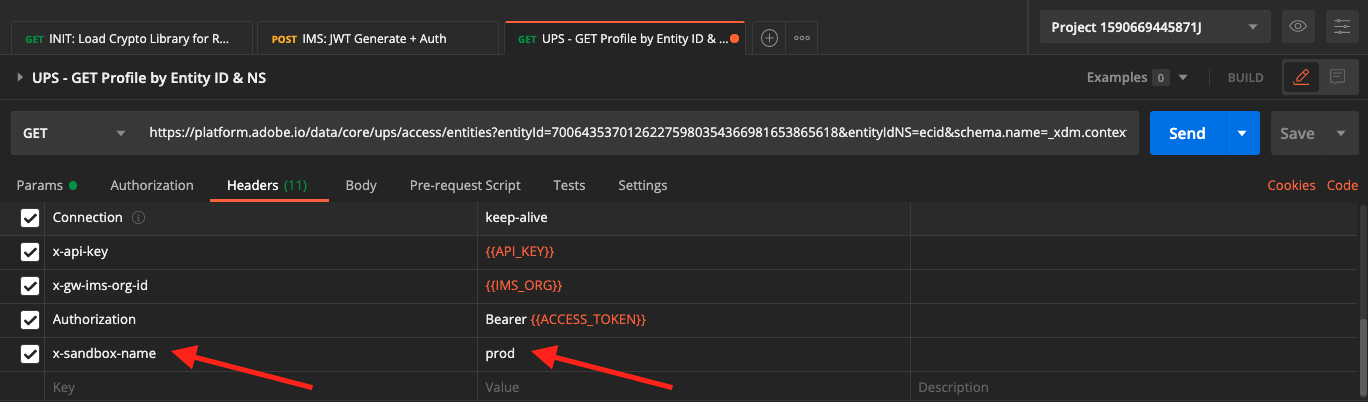 GET INIT: Load Crypto Library for R...
POST IMS: JWT Generate + Auth
GET UPS - GET Profile by Entity ID & ...
Project 1590669445871J
UPS - GET Profile by Entity ID & NS
Examples 0
BUILD
GET
https://platform.adobe.io/data/core/ups/access/entities?entityId=70064353701262275980354366981653865618&entityIdNS=ecid&schema.name=_xdm.contex
Send
Save
Params
Authorization
Headers (11)
Body
Pre-request Script
Tests
Settings
Cookies
Code
Connection keep-alive
x-api-key {{API_KEY}}
x-gw-ims-org-id {{IMS_ORG}}
Authorization Bearer {{ACCESS_TOKEN}}
x-sandbox-name prod
Key Value Description